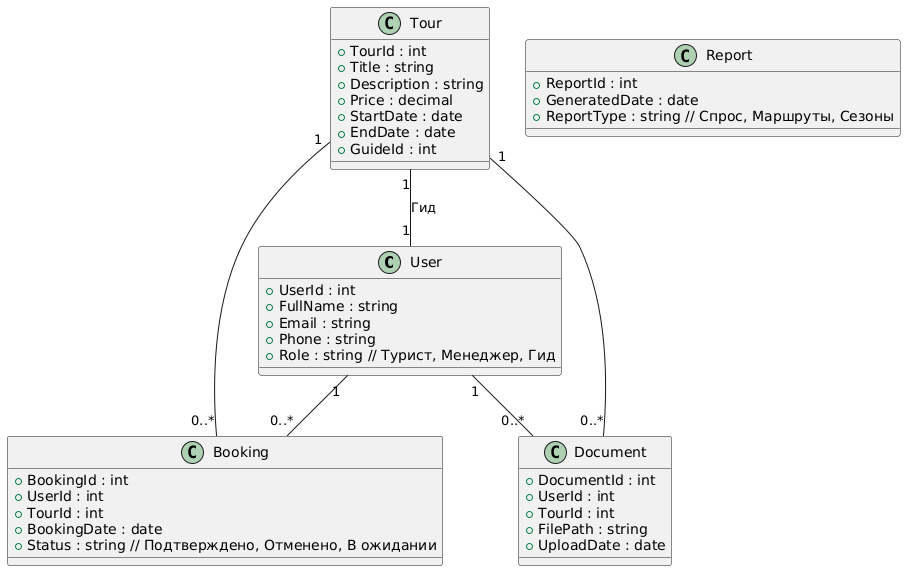 C Tour
TourId : int
Title : string
Description : string
Price : decimal
StartDate : date
EndDate : date
GuideId : int
C Report
ReportId : int
GeneratedDate : date
ReportType : string // Спрос, Маршруты, Сезоны
1
1
1
Гид
1
C User
UserId : int
FullName : string
Email : string
Phone : string
Role : string // Турист, Менеджер, Гид
1
1
0..*
0..*
0..*
0..*
C Booking
BookingId : int
UserId : int
TourId : int
BookingDate : date
Status : string // Подтверждено, Отменено, В ожидании
C Document
DocumentId : int
UserId : int
TourId : int
FilePath : string
UploadDate : date